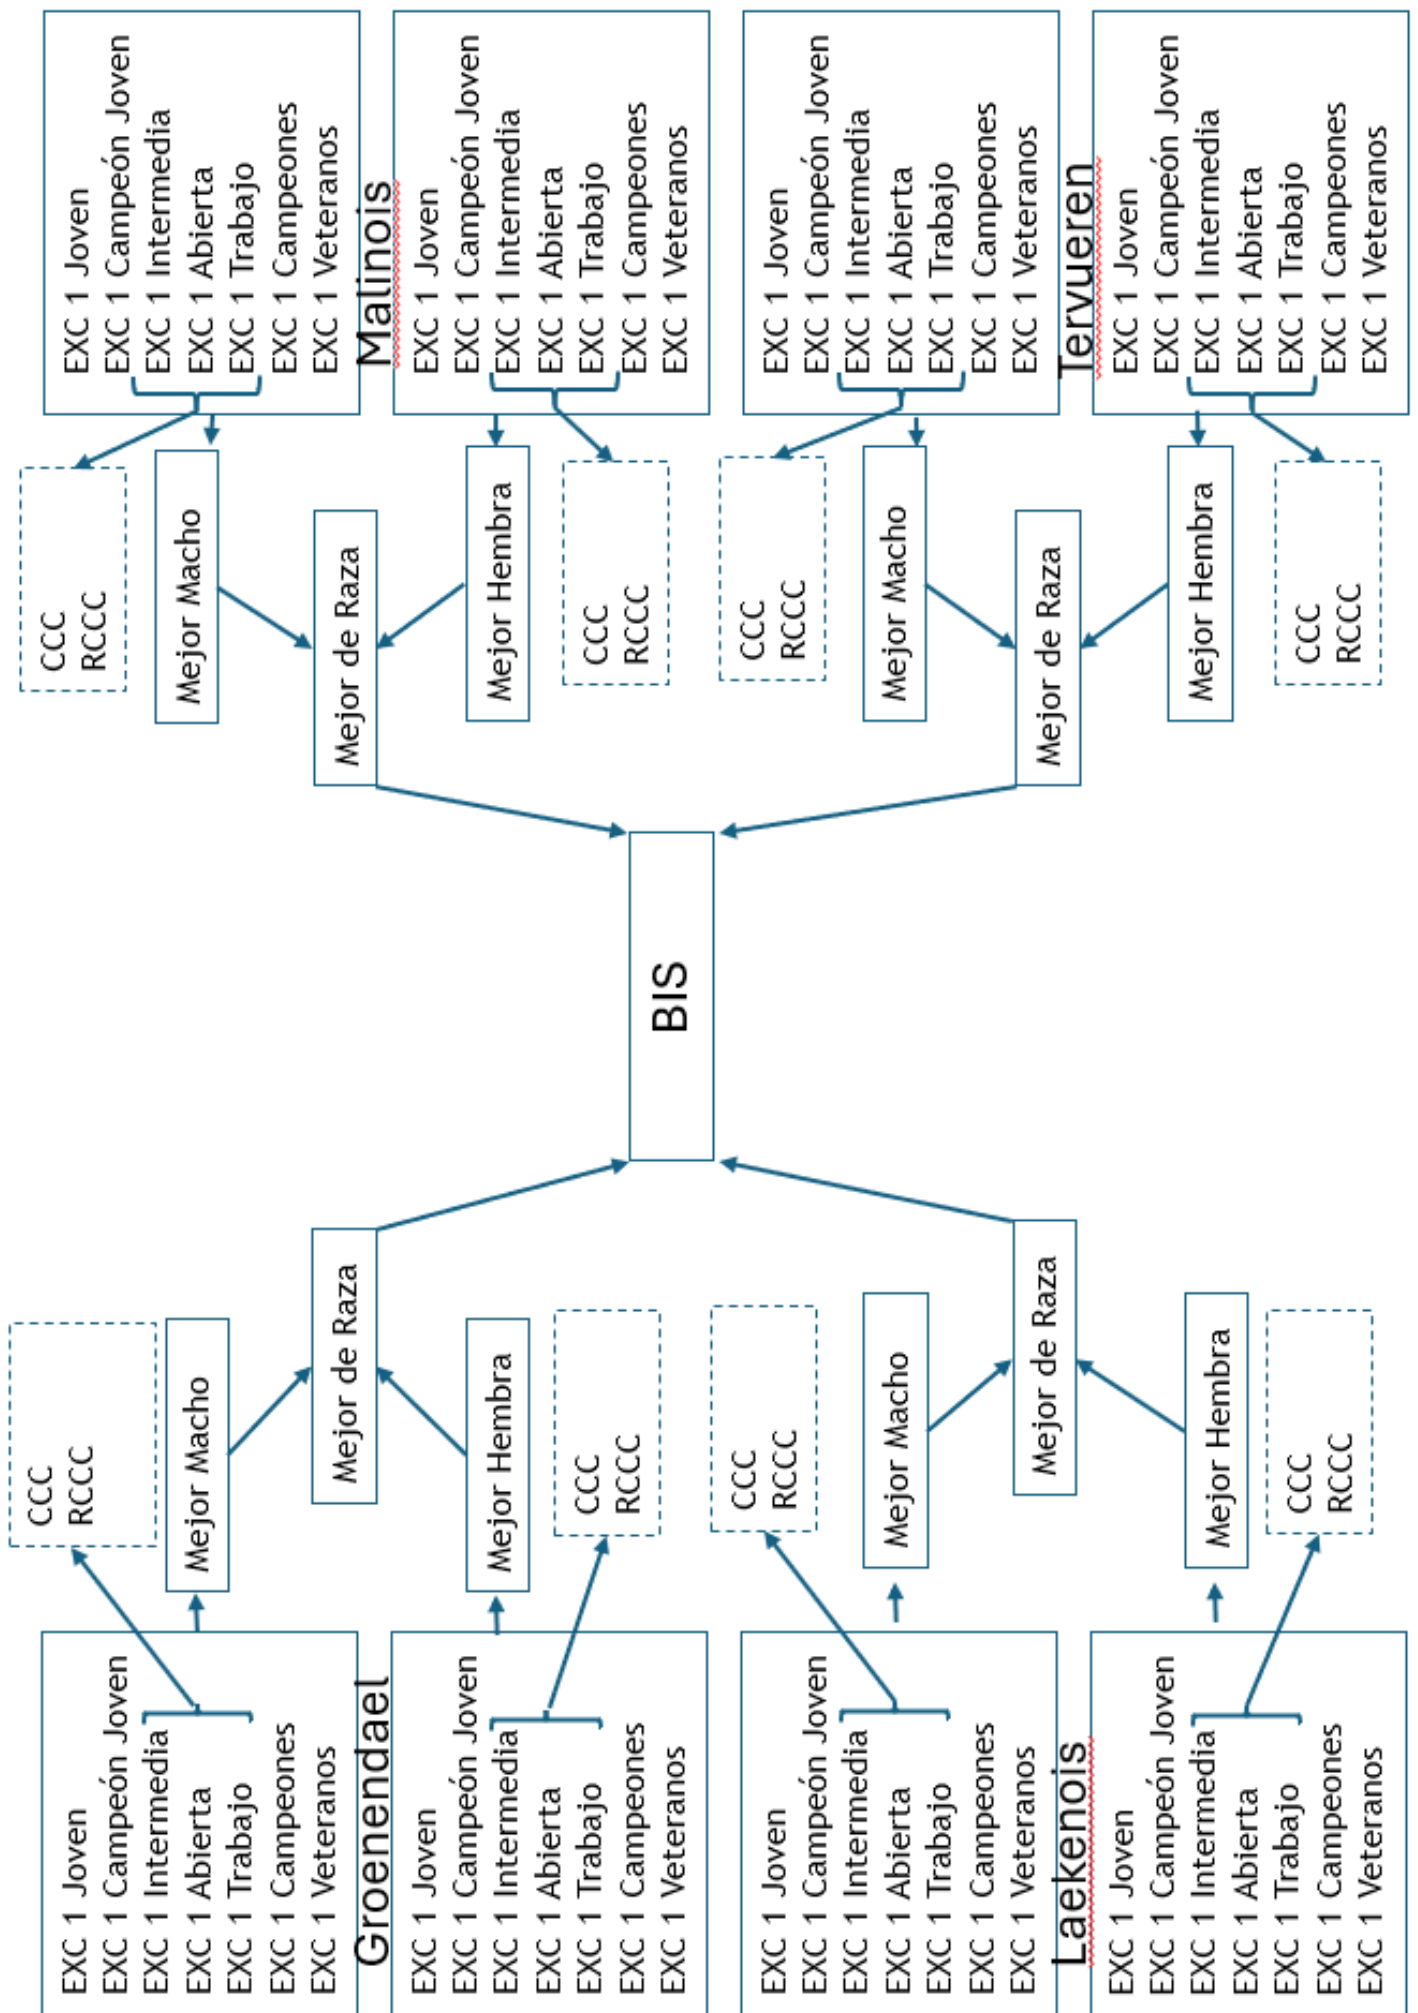 EXC 1 Joven
EXC 1 Campeón Joven
EXC 1 Intermedia
EXC 1 Abierta
EXC 1 Trabajo
EXC 1 Campeones
EXC 1 Veteranos
CCC
RCCC
Mejor Macho
Groenendael
Mejor de Raza
EXC 1 Joven
EXC 1 Campeón Joven
EXC 1 Intermedia
EXC 1 Abierta
EXC 1 Trabajo
EXC 1 Campeones
EXC 1 Veteranos
Mejor Hembra
CCC
RCCC
CCC
RCCC
Mejor Macho
EXC 1 Joven
EXC 1 Campeón Joven
EXC 1 Intermedia
EXC 1 Abierta
EXC 1 Trabajo
EXC 1 Campeones
EXC 1 Veteranos
Mejor de Raza
Malinois
Mejor Hembra
CCC
RCCC
EXC 1 Joven
EXC 1 Campeón Joven
EXC 1 Intermedia
EXC 1 Abierta
EXC 1 Trabajo
EXC 1 Campeones
EXC 1 Veteranos
BIS
EXC 1 Joven
EXC 1 Campeón Joven
EXC 1 Intermedia
EXC 1 Abierta
EXC 1 Trabajo
EXC 1 Campeones
EXC 1 Veteranos
CCC
RCCC
Mejor Macho
Laekenois
Mejor de Raza
EXC 1 Joven
EXC 1 Campeón Joven
EXC 1 Intermedia
EXC 1 Abierta
EXC 1 Trabajo
EXC 1 Campeones
EXC 1 Veteranos
Mejor Hembra
CCC
RCCC
CCC
RCCC
Mejor Macho
EXC 1 Joven
EXC 1 Campeón Joven
EXC 1 Intermedia
EXC 1 Abierta
EXC 1 Trabajo
EXC 1 Campeones
EXC 1 Veteranos
Mejor de Raza
Tervueren
Mejor Hembra
CCC
RCCC
EXC 1 Joven
EXC 1 Campeón Joven
EXC 1 Intermedia
EXC 1 Abierta
EXC 1 Trabajo
EXC 1 Campeones
EXC 1 Veteranos